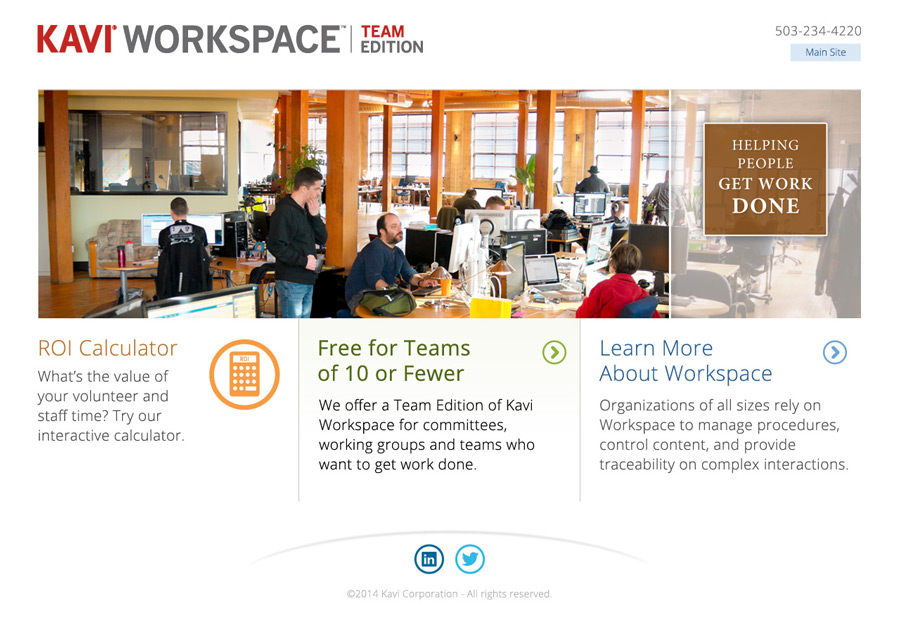 KAVI® WORKSPACE™ TEAM EDITION
503-234-4220
Main Site
HELPING
PEOPLE
GET WORK
DONE
ROI Calculator
ROI
What's the value of
your volunteer and
staff time? Try our
interactive calculator.
Free for Teams
of 10 or Fewer
We offer a Team Edition of Kavi
Workspace for committees,
working groups and teams who
want to get work done.
Learn More
About Workspace
Organizations of all sizes rely on
Workspace to manage procedures,
control content, and provide
traceability on complex interactions.
in
©2014 Kavi Corporation - All rights reserved.